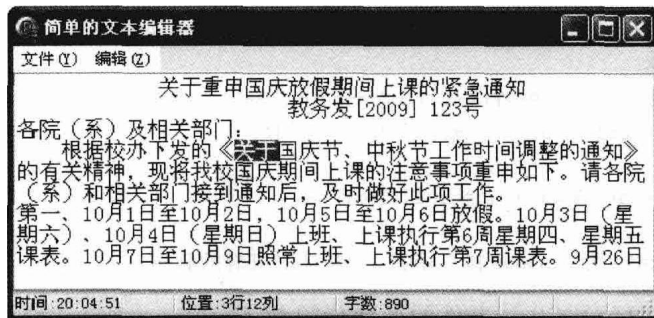 简单的文本编辑器
文件(Y) 编辑(Z)
关于重申国庆放假期间上课的紧急通知
教务发[2009] 123号
各院（系）及相关部门：
根据校办下发的《关于国庆节、中秋节工作时间调整的通知》
的有关精神，现将我校国庆期间上课的注意事项重申如下。请各院
（系）和相关部门接到通知后，及时做好此项工作。
第一、10月1日至10月2日，10月5日至10月6日放假。10月3日（星
期六）、10月4日（星期日）上班、上课执行第6周星期四、星期五
课表。10月7日至10月9日照常上班、上课执行第7周课表。9月26日
时间:20:04:51 位置:3行12列 字数:890